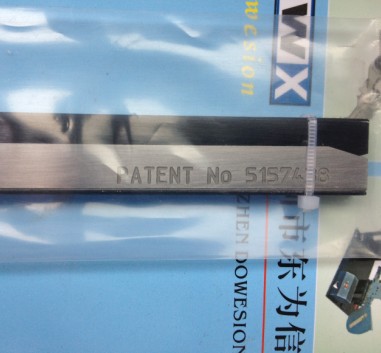 WX
wesion
PATENT No
市东为信
ZHEN DOWESION